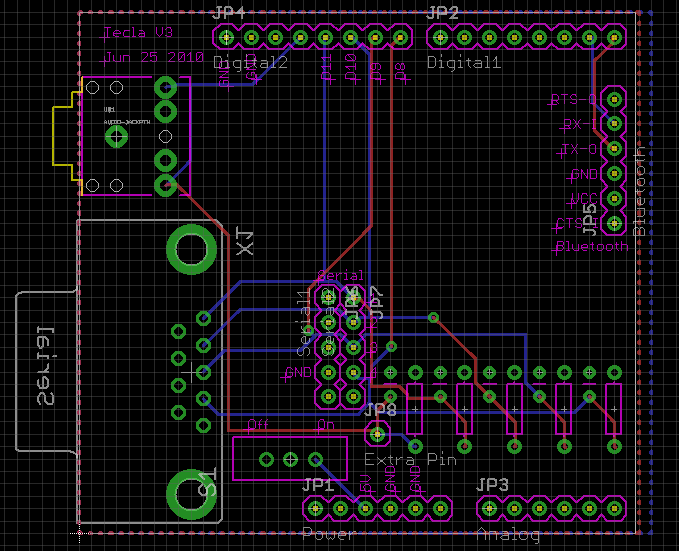 JP4
JP2
Tecla V3
Jun 25 2010
Digital2
Digital1
GND
D11
D10
D9
D8
RTS-O
RX-I
TX-O
GND
VCC
CTS-I
JP5
Bluetooth
Bluetooth
X1
Serial
Serial1
JP7
GND
Serial
JP8
Off
On
Extra Pin
S1
JP1
5V
GND
GND
JP3
Power
Analog